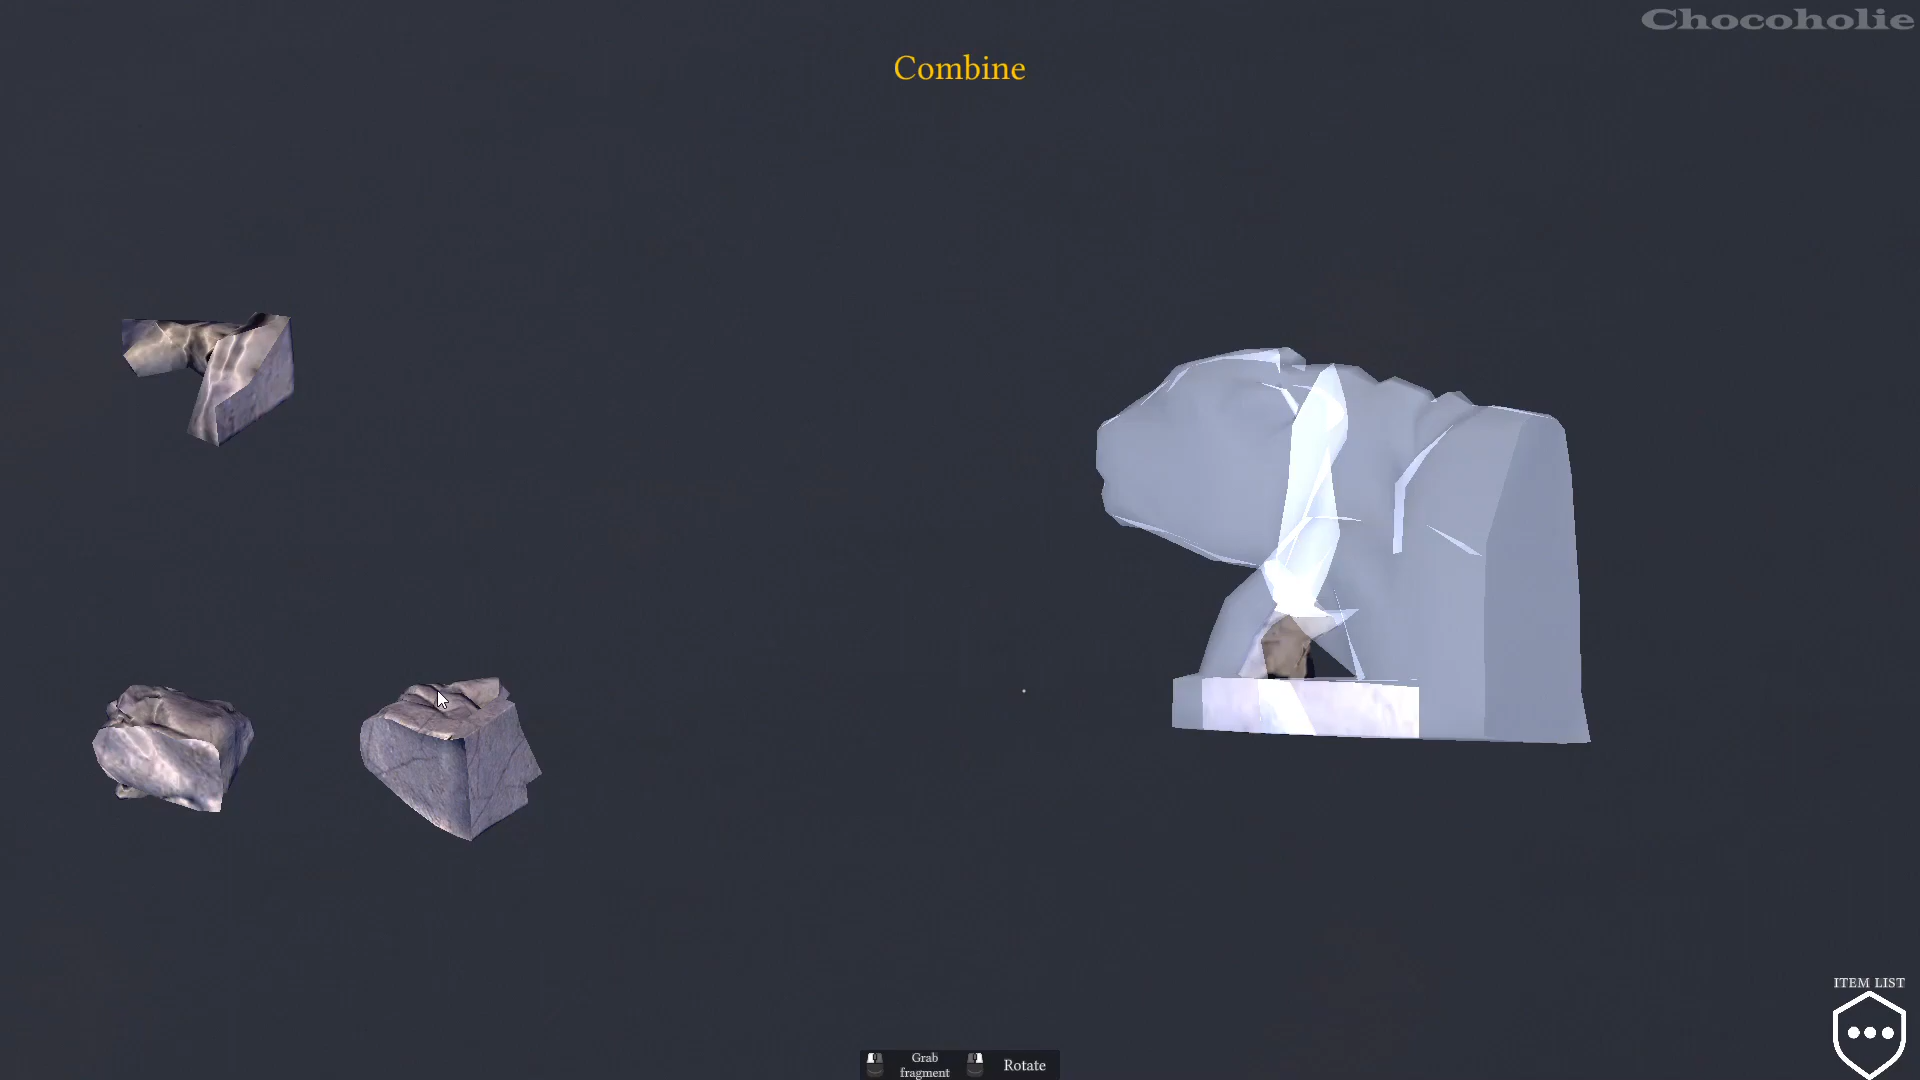 Chocoholie
Combine
ITEM LIST
Grab
fragment
Rotate